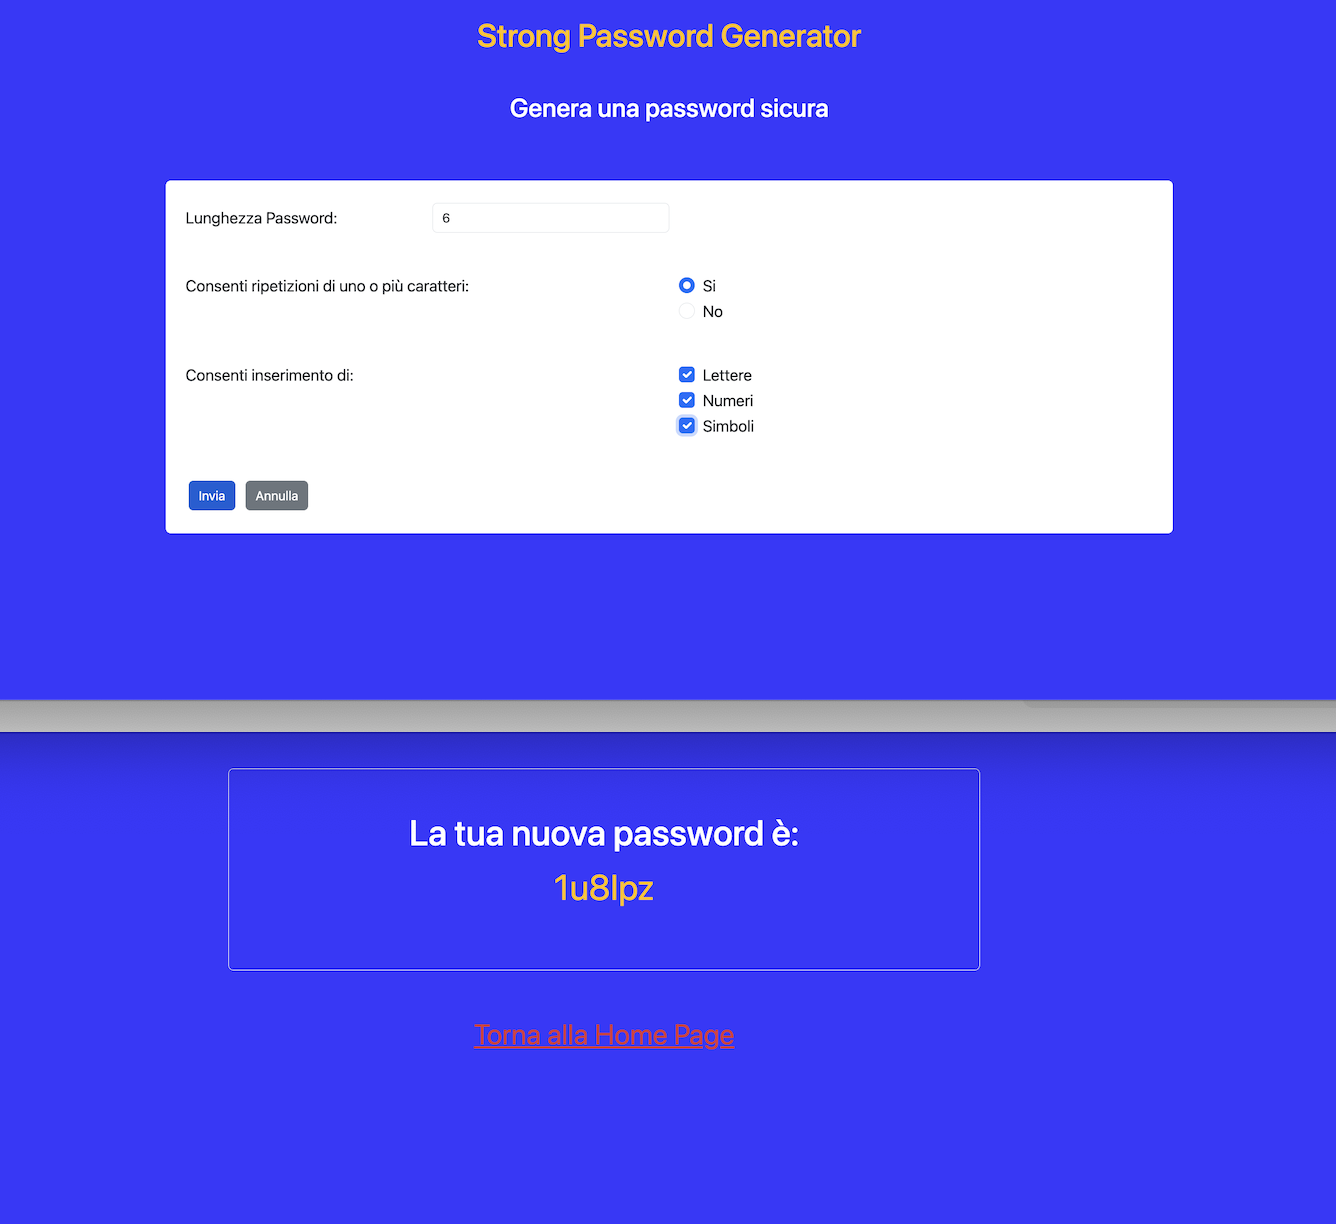 Strong Password Generator
Genera una password sicura
Lunghezza Password: 6
Consenti ripetizioni di uno o più caratteri: Si
No
Consenti inserimento di: Lettere
Numeri
Simboli
Invia Annulla
La tua nuova password è:
1u8lpz
Torna alla Home Page